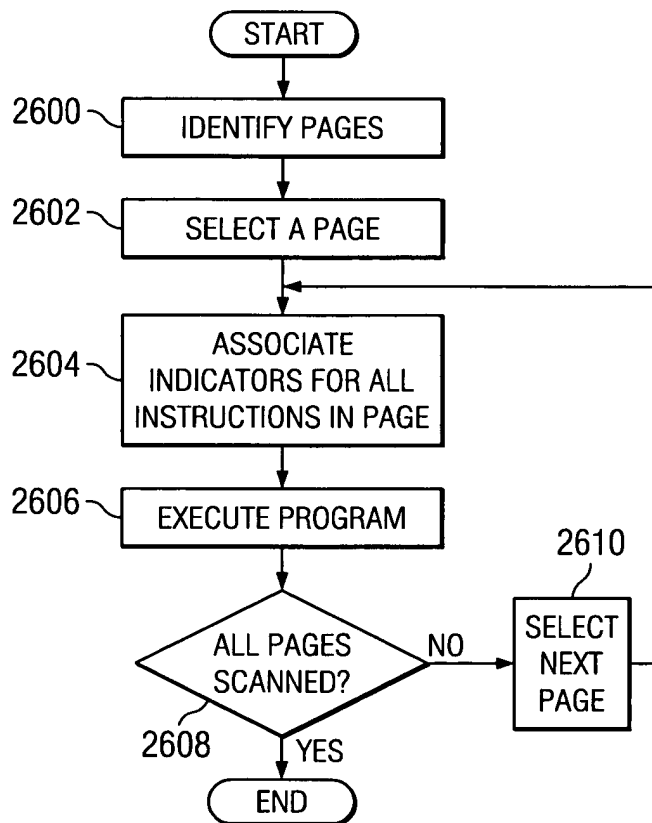 START
2600
IDENTIFY PAGES
2602
SELECT A PAGE
2604
ASSOCIATE
INDICATORS FOR ALL
INSTRUCTIONS IN PAGE
2606
EXECUTE PROGRAM
2610
ALL PAGES
SCANNED?
NO
SELECT
NEXT
PAGE
2608
YES
END